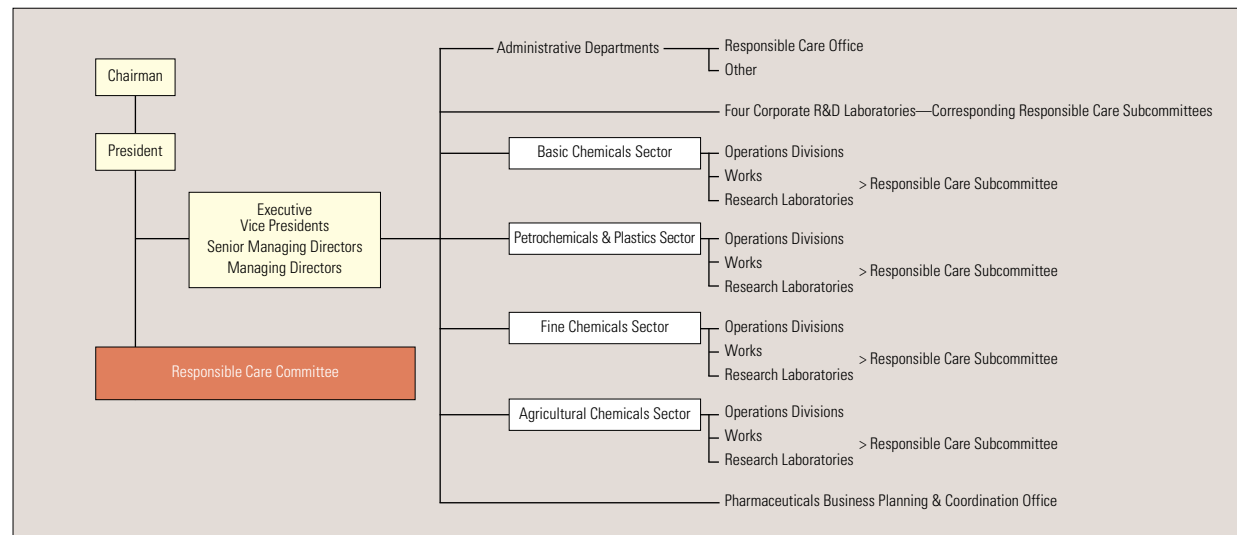 Chairman
President
Executive
Vice Presidents
Senior Managing Directors
Managing Directors
Responsible Care Committee
Administrative Departments
Responsible Care Office
Other
Four Corporate R&D Laboratories—Corresponding Responsible Care Subcommittees
Basic Chemicals Sector
Operations Divisions
Works
Research Laboratories
> Responsible Care Subcommittee
Petrochemicals & Plastics Sector
Operations Divisions
Works
Research Laboratories
> Responsible Care Subcommittee
Fine Chemicals Sector
Operations Divisions
Works
Research Laboratories
> Responsible Care Subcommittee
Agricultural Chemicals Sector
Operations Divisions
Works
Research Laboratories
> Responsible Care Subcommittee
Pharmaceuticals Business Planning & Coordination Office